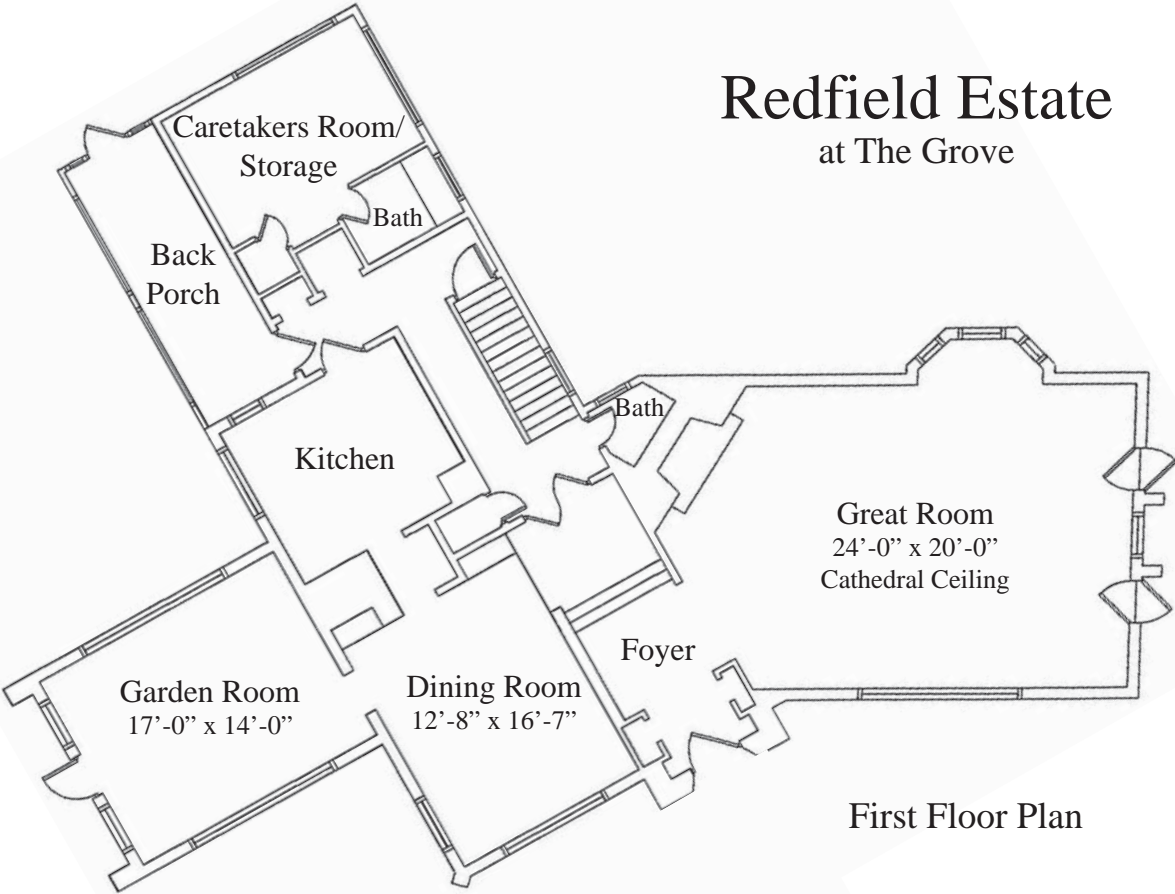 Redfield Estate
at The Grove
Caretakers Room/
Storage
Bath
Back
Porch
Bath
Kitchen
Great Room
24’-0” x 20’-0”
Cathedral Ceiling
Foyer
Garden Room
17’-0” x 14’-0”
Dining Room
12’-8” x 16’-7”
First Floor Plan